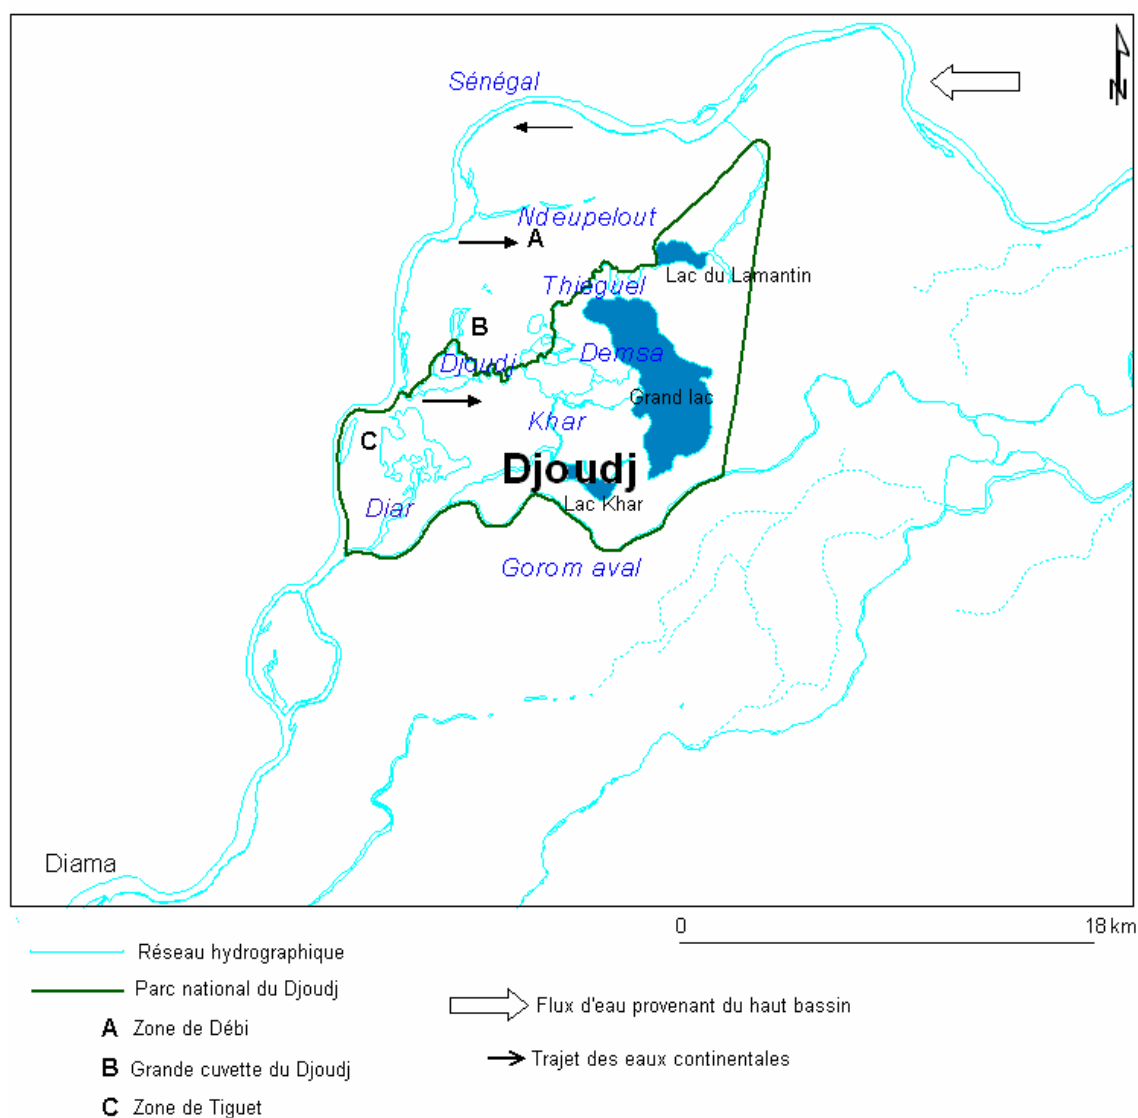 Sénégal
N
Ndeupelout
A
Lac du Lamantin
Thieguel
B
Demsa
Djoudj
Grand lac
Khar
C
Djoudj
Lac Khar
Diar
Gorom aval
Diama
0 18 km
Réseau hydrographique
Parc national du Djoudj
Flux d'eau provenant du haut bassin
A Zone de Débi
Trajet des eaux continentales
B Grande cuvette du Djoudj
C Zone de Tiguet